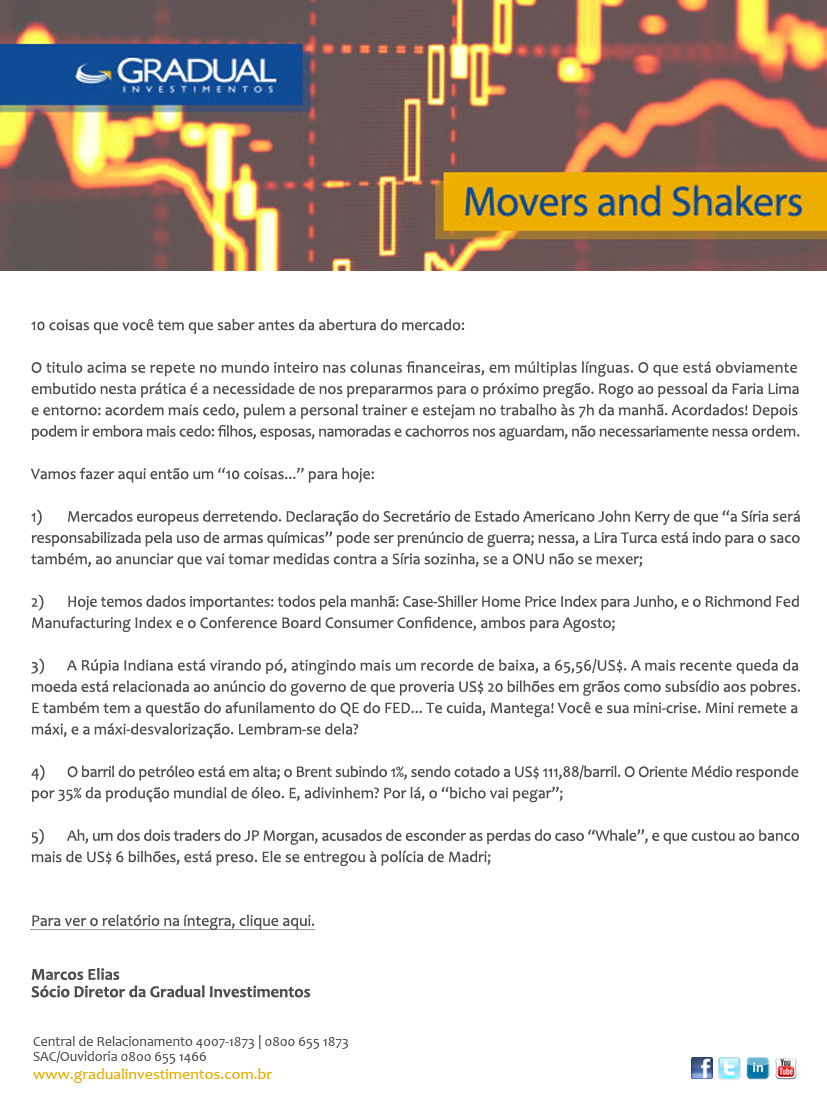 GRADUAL
INVESTIMENTOS
Movers and Shakers
10 coisas que você tem que saber antes da abertura do mercado:
O titulo acima se repete no mundo inteiro nas colunas financeiras, em múltiplas línguas. O que está obviamente
embutido nesta prática é a necessidade de nos prepararmos para o próximo pregão. Rogo ao pessoal da Faria Lima
e entorno: acordem mais cedo, pulem a personal trainer e estejam no trabalho às 7h da manhã. Acordados! Depois
podem ir embora mais cedo: filhos, esposas, namoradas e cachorros nos aguardam, não necessariamente nessa ordem.
Vamos fazer aqui então um “10 coisas...” para hoje:
1) Mercados europeus derretendo. Declaração do Secretário de Estado Americano John Kerry de que “a Síria será
responsabilizada pela uso de armas químicas” pode ser prenúncio de guerra; nessa, a Lira Turca está indo para o saco
também, ao anunciar que vai tomar medidas contra a Síria sozinha, se a ONU não se mexer;
2) Hoje temos dados importantes: todos pela manhã: Case-Shiller Home Price Index para Junho, e o Richmond Fed
Manufacturing Index e o Conference Board Consumer Confidence, ambos para Agosto;
3) A Rúpia Indiana está virando pó, atingindo mais um recorde de baixa, a 65,56/US$. A mais recente queda da
moeda está relacionada ao anúncio do governo de que proveria US$ 20 bilhões em grãos como subsídio aos pobres.
E também tem a questão do afunilamento do QE do FED... Te cuida, Mantega! Você e sua mini-crise. Mini remete a
máxi, e a máxi-desvalorização. Lembram-se dela?
4) O barril do petróleo está em alta; o Brent subindo 1%, sendo cotado a US$ 111,88/barril. O Oriente Médio responde
por 35% da produção mundial de óleo. E, adivinhem? Por lá, o “bicho vai pegar”;
5) Ah, um dos dois traders do JP Morgan, acusados de esconder as perdas do caso “Whale”, e que custou ao banco
mais de US$ 6 bilhões, está preso. Ele se entregou à polícia de Madri;
Para ver o relatório na íntegra, clique aqui.
Marcos Elias
Sócio Diretor da Gradual Investimentos
Central de Relacionamento 4007-1873 | 0800 655 1873
SAC/Ouvidoria 0800 655 1466
www.gradualinvestimentos.com.br
f t in You Tube